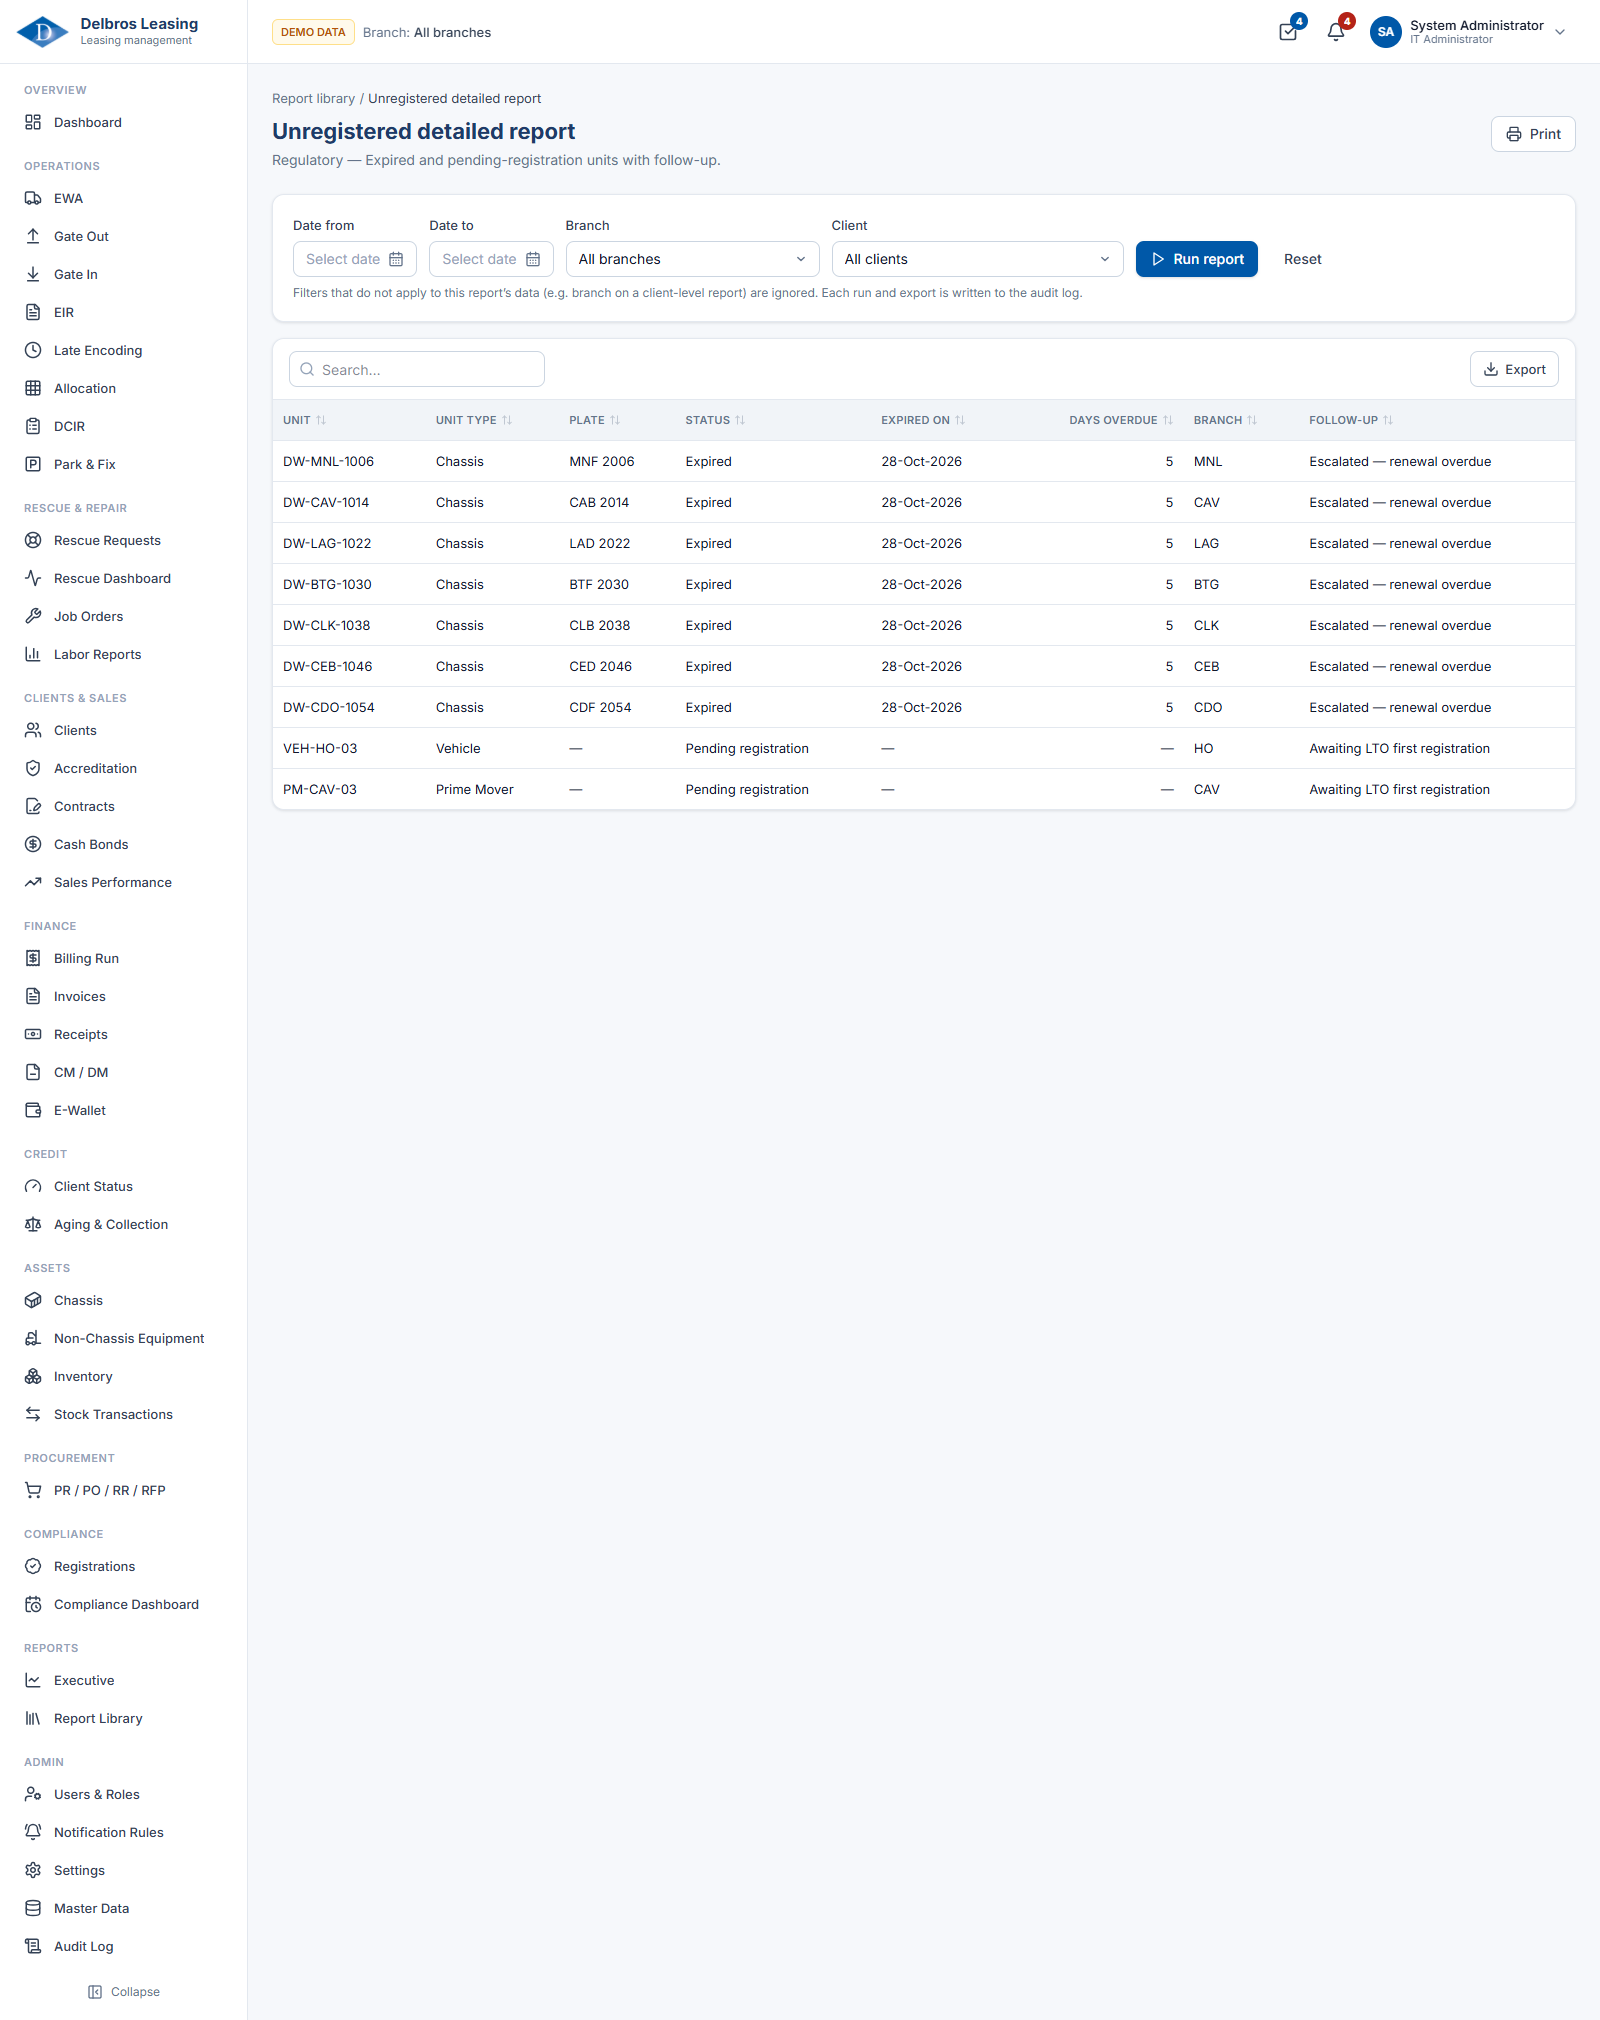 Delbros Leasing
Leasing management
DEMO DATA Branch: All branches
4
4
SA System Administrator
IT Administrator
OVERVIEW
Dashboard
OPERATIONS
EWA
Gate Out
Gate In
EIR
Late Encoding
Allocation
DCIR
Park & Fix
RESCUE & REPAIR
Rescue Requests
Rescue Dashboard
Job Orders
Labor Reports
CLIENTS & SALES
Clients
Accreditation
Contracts
Cash Bonds
Sales Performance
FINANCE
Billing Run
Invoices
Receipts
CM / DM
E-Wallet
CREDIT
Client Status
Aging & Collection
ASSETS
Chassis
Non-Chassis Equipment
Inventory
Stock Transactions
PROCUREMENT
PR / PO / RR / RFP
COMPLIANCE
Registrations
Compliance Dashboard
REPORTS
Executive
Report Library
ADMIN
Users & Roles
Notification Rules
Settings
Master Data
Audit Log
Collapse
Report library / Unregistered detailed report
Unregistered detailed report
Regulatory — Expired and pending-registration units with follow-up.
Print
Date from Date to Branch Client
Select date Select date All branches All clients Run report Reset
Filters that do not apply to this report's data (e.g. branch on a client-level report) are ignored. Each run and export is written to the audit log.
Search... Export
UNIT UNIT TYPE PLATE STATUS EXPIRED ON DAYS OVERDUE BRANCH FOLLOW-UP
DW-MNL-1006 Chassis MNF 2006 Expired 28-Oct-2026 5 MNL Escalated — renewal overdue
DW-CAV-1014 Chassis CAB 2014 Expired 28-Oct-2026 5 CAV Escalated — renewal overdue
DW-LAG-1022 Chassis LAD 2022 Expired 28-Oct-2026 5 LAG Escalated — renewal overdue
DW-BTG-1030 Chassis BTF 2030 Expired 28-Oct-2026 5 BTG Escalated — renewal overdue
DW-CLK-1038 Chassis CLB 2038 Expired 28-Oct-2026 5 CLK Escalated — renewal overdue
DW-CEB-1046 Chassis CED 2046 Expired 28-Oct-2026 5 CEB Escalated — renewal overdue
DW-CDO-1054 Chassis CDF 2054 Expired 28-Oct-2026 5 CDO Escalated — renewal overdue
VEH-HO-03 Vehicle — Pending registration — — HO Awaiting LTO first registration
PM-CAV-03 Prime Mover — Pending registration — — CAV Awaiting LTO first registration